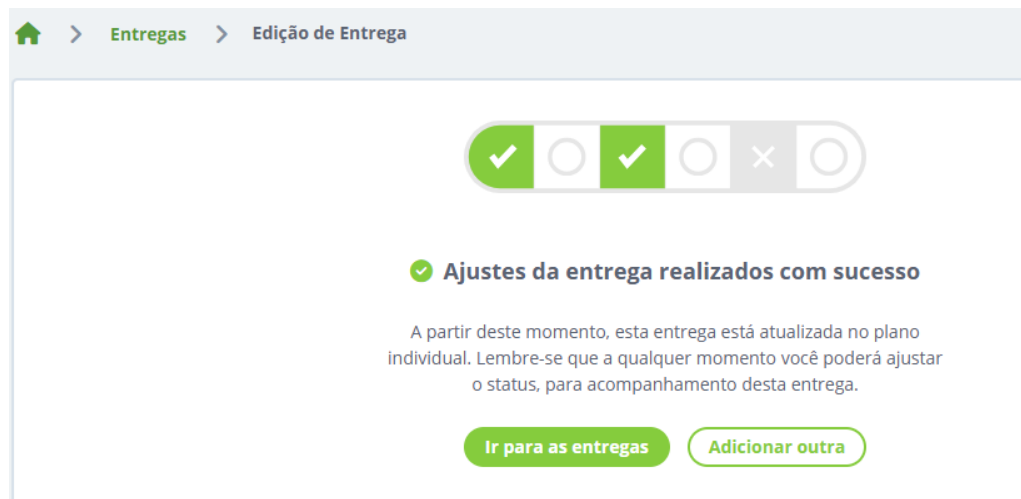 Entregas > Edição de Entrega
Ajustes da entrega realizados com sucesso
A partir deste momento, esta entrega está atualizada no plano
individual. Lembre-se que a qualquer momento você poderá ajustar
o status, para acompanhamento desta entrega.
Ir para as entregas Adicionar outra